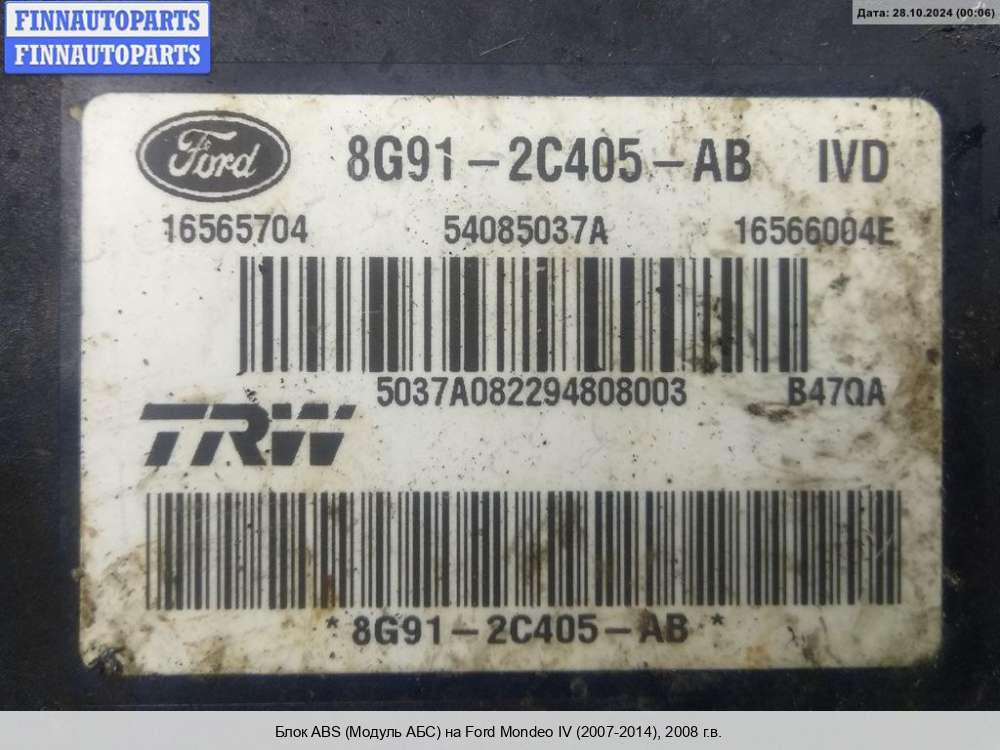 FINNAUTOPARTS
FINNAUTOPARTS
Дата: 28.10.2024 (00:06)
Ford 8G91-2C405-AB IVD
16565704 54085037A 16566004E
5037A082294808003 B47QA
TRW
*8G91-2C405-AB*
Блок ABS (Модуль АБС) на Ford Mondeo IV (2007-2014), 2008 г.в.